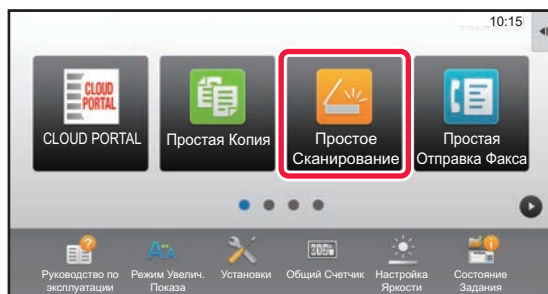 10:15
CLOUD
PORTAL
CLOUD PORTAL
Простая Копия
Простое
Сканирование
Простая
Отправка Факса
Руководство по
эксплуатации
Режим Увелич.
Показа
Установки
Общий Счетчик
Настройка
Яркости
Состояние
Задания